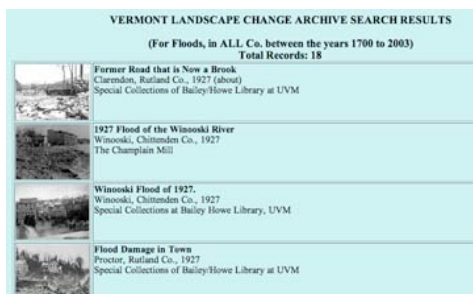 VERMONT LANDSCAPE CHANGE ARCHIVE SEARCH RESULTS
(For Floods, in ALL Co. between the years 1700 to 2003)
Total Records: 18
Former Road that is Now a Brook
Clarendon, Rutland Co., 1927 (about)
Special Collections of Bailey/Howe Library at UVM
1927 Flood of the Winooski River
Winooski, Chittenden Co., 1927
The Champlain Mill
Winooski Flood of 1927.
Winooski, Chittenden Co., 1927
Special Collections at Bailey Howe Library, UVM
Flood Damage in Town
Proctor, Rutland Co., 1927
Special Collections of Bailey/Howe Library at UVM